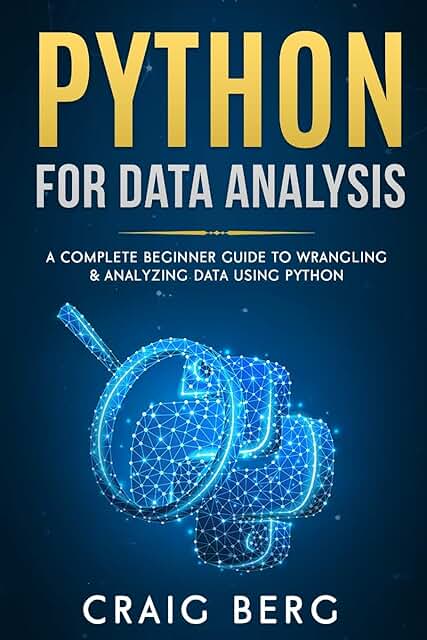 PYTHON
FOR DATA ANALYSIS
A COMPLETE BEGINNER GUIDE TO WRANGLING
& ANALYZING DATA USING PYTHON
CRAIG BERG